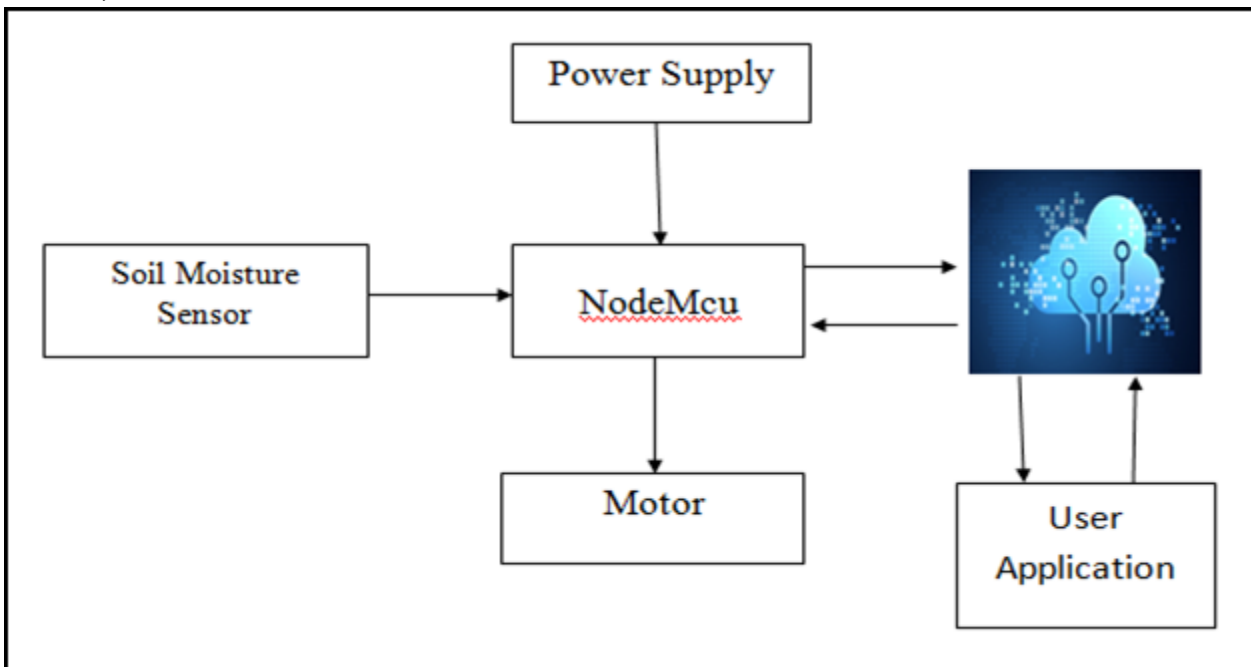 Power Supply
Soil Moisture
Sensor
NodeMcu
Motor
User
Application